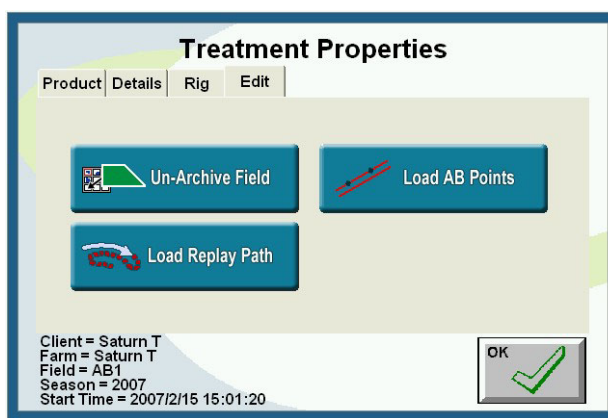 Treatment Properties
Product Details Rig Edit
Un-Archive Field Load AB Points
Load Replay Path
Client = Saturn T
Farm = Saturn T
Field = AB1
Season = 2007
Start Time = 2007/2/15 15:01:20
OK